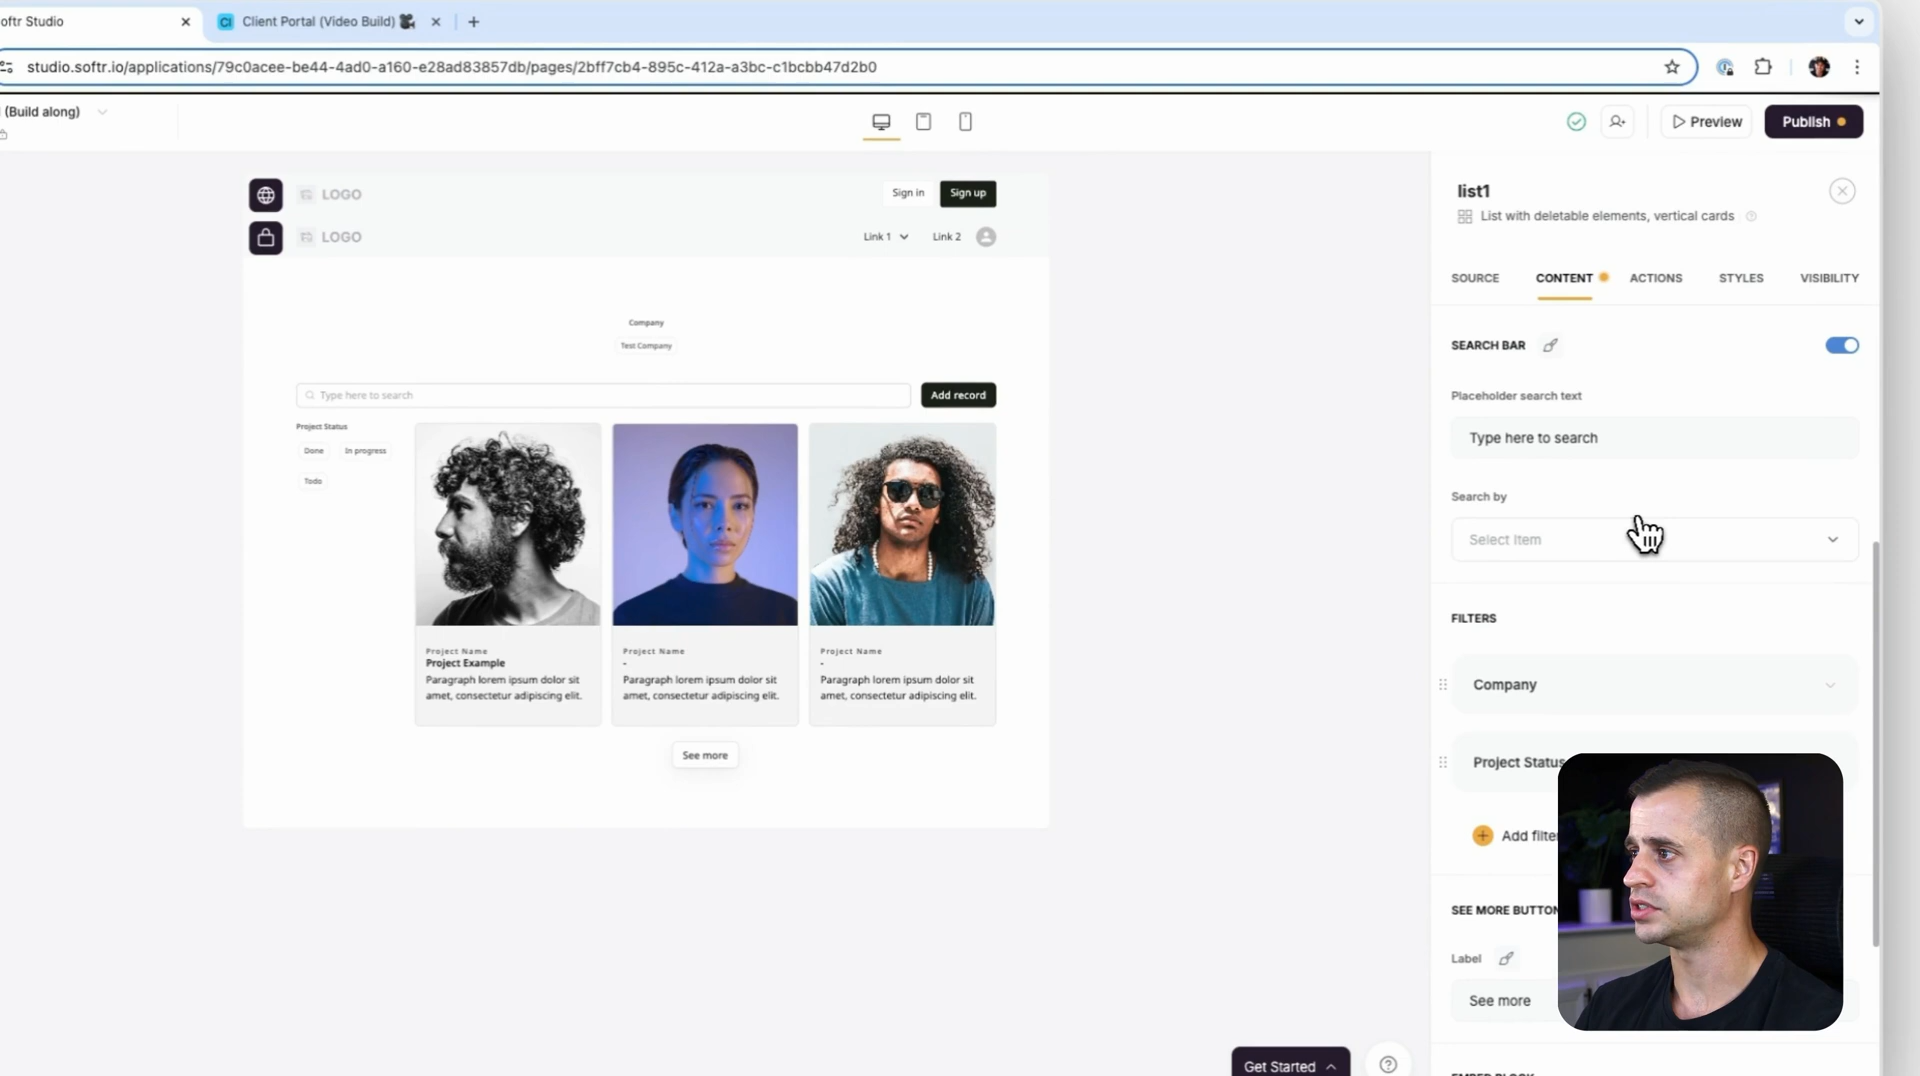 oftr Studio
Client Portal (Video Build)
studio.softr.io/applications/79c0acee-be44-4ad0-a160-e28ad83857db/pages/2bff7cb4-895c-412a-a3bc-c1bcbb47d2b0
(Build along)
Preview
Publish
LOGO
Sign in
Sign up
LOGO
Link 1
Link 2
Company
Test Company
Type here to search
Add record
Project Status
Done
In progress
Todo
Project Name
Project Example
Paragraph lorem ipsum dolor sit
amet, consectetur adipiscing elit.
Project Name
-
Paragraph lorem ipsum dolor sit
amet, consectetur adipiscing elit.
Project Name
-
Paragraph lorem ipsum dolor sit
amet, consectetur adipiscing elit.
See more
list1
List with deletable elements, vertical cards
SOURCE
CONTENT
ACTIONS
STYLES
VISIBILITY
SEARCH BAR
Placeholder search text
Type here to search
Search by
Select Item
FILTERS
Company
Project Status
Add filter
SEE MORE BUTTON
Label
See more
Get Started